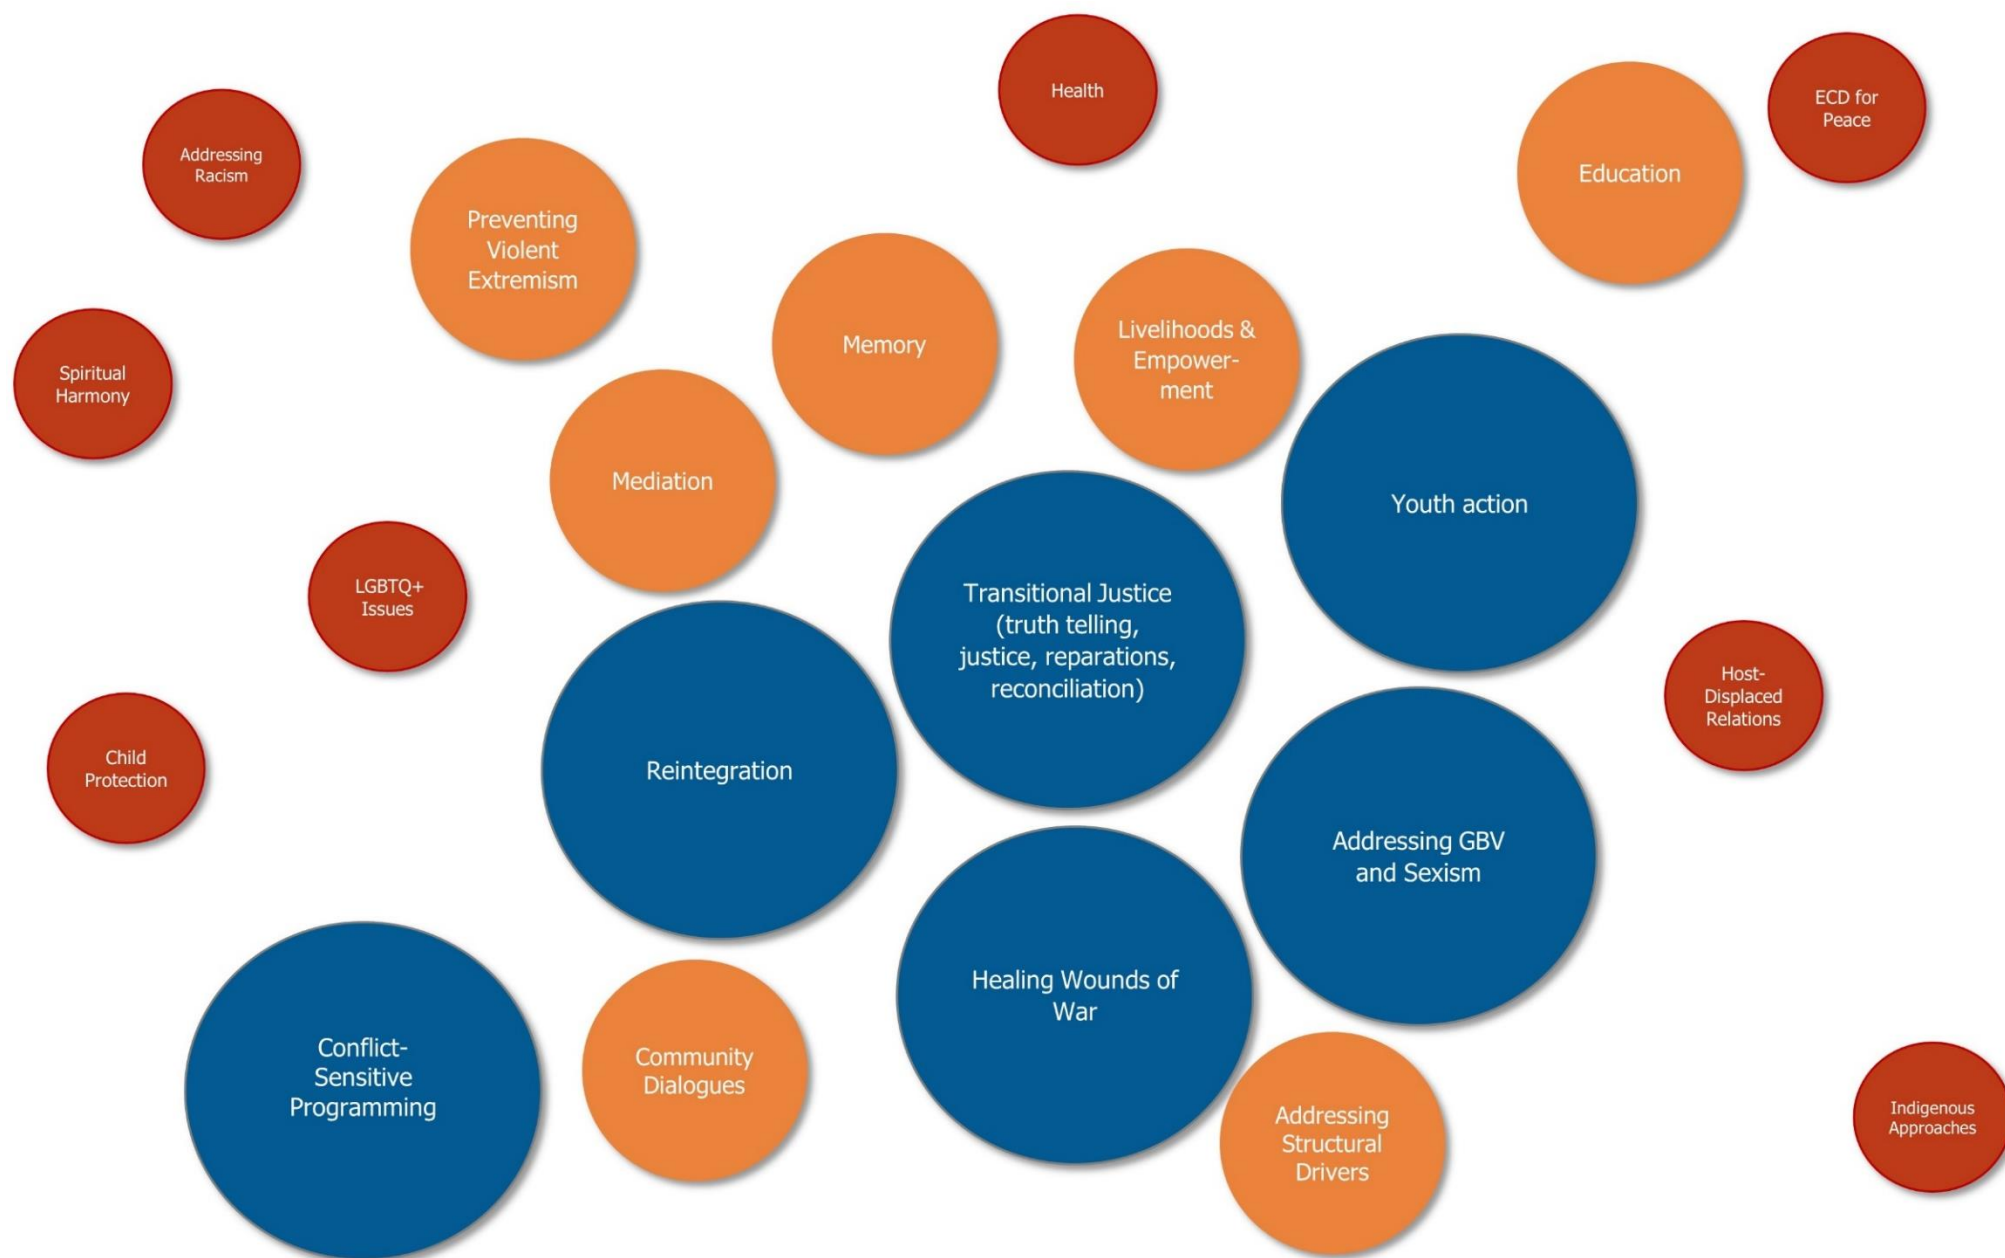 Health
ECD for
Peace
Addressing
Racism
Education
Preventing
Violent
Extremism
Memory
Livelihoods &
Empower-
ment
Spiritual
Harmony
Mediation
Youth action
LGBTQ+
Issues
Transitional Justice
(truth telling,
justice, reparations,
reconciliation)
Host-
Displaced
Relations
Child
Protection
Reintegration
Addressing GBV
and Sexism
Healing Wounds of
War
Conflict-
Sensitive
Programming
Community
Dialogues
Addressing
Structural
Drivers
Indigenous
Approaches